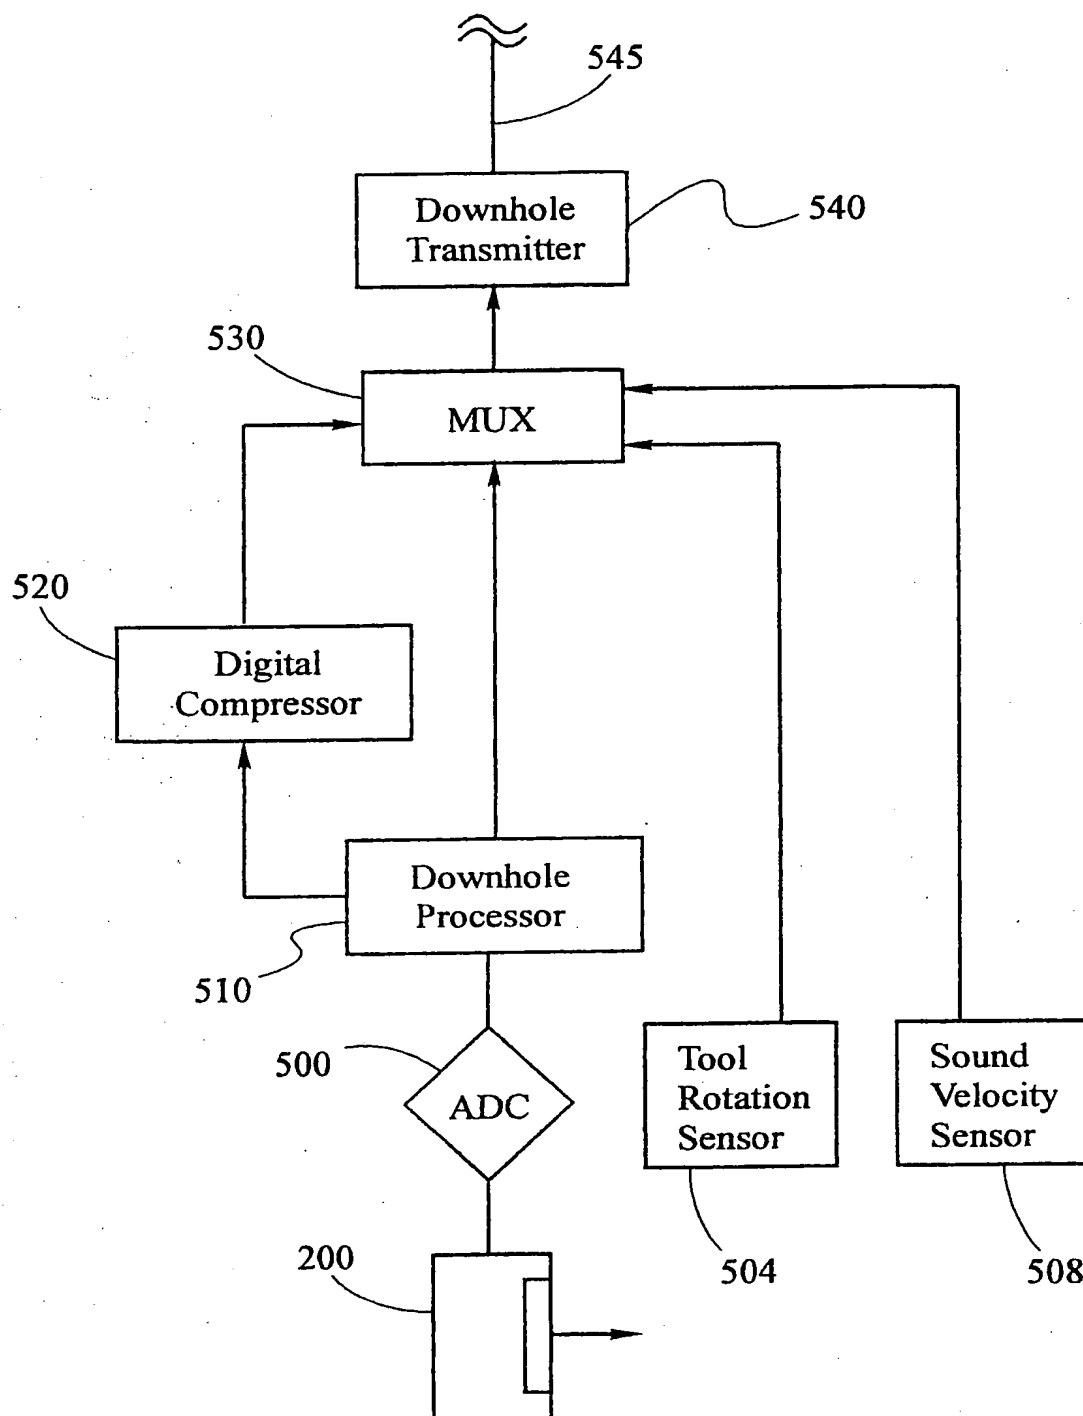 545
Downhole
Transmitter
540
530
MUX
520
Digital
Compressor
Downhole
Processor
510
500
ADC
Tool
Rotation
Sensor
Sound
Velocity
Sensor
200
504
508